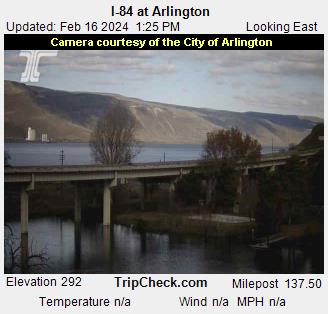 I-84 at Arlington
Updated: Feb 16 2024 1:25 PM Looking East
Camera courtesy of the City of Arlington
Elevation 292 TripCheck.com Milepost 137.50
Temperature n/a Wind n/a MPH n/a